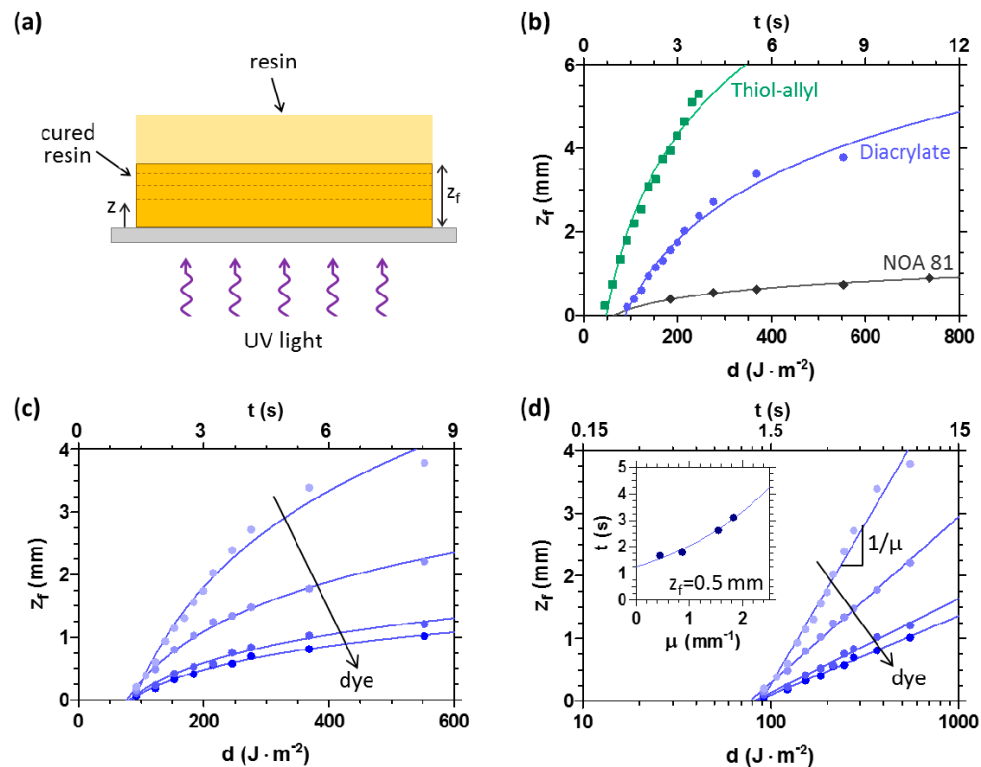 (a)
resin
cured
resin
z
z_f
UV light
(b)
t (s)
0 3 6 9 12
6
4
2
0
z_f (mm)
Thiol-allyl
Diacrylate
NOA 81
0 200 400 600 800
d (J · m⁻²)
(c)
t (s)
0 3 6 9
4
3
2
1
0
z_f (mm)
dye
0 200 400 600
d (J · m⁻²)
(d)
t (s)
0.15 1.5 15
4
3
2
1
0
z_f (mm)
5
4
3
2
1
0
t (s)
z_f=0.5 mm
0 1 2
μ (mm⁻¹)
1/μ
dye
10 100 1000
d (J · m⁻²)